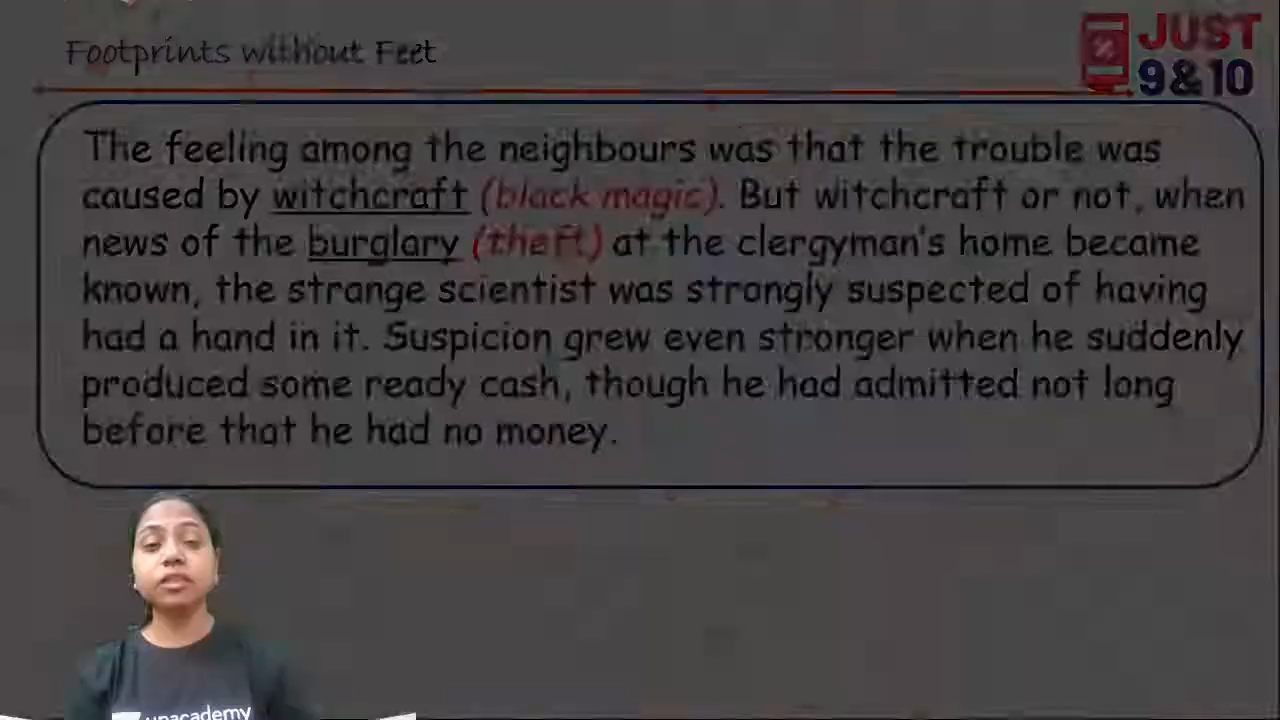 Footprints without Feet
JUST
9&10
The feeling among the neighbours was that the trouble was
caused by witchcraft (black magic). But witchcraft or not, when
news of the burglary (theft) at the clergyman's home became
known, the strange scientist was strongly suspected of having
had a hand in it. Suspicion grew even stronger when he suddenly
produced some ready cash, though he had admitted not long
before that he had no money.
unacademy